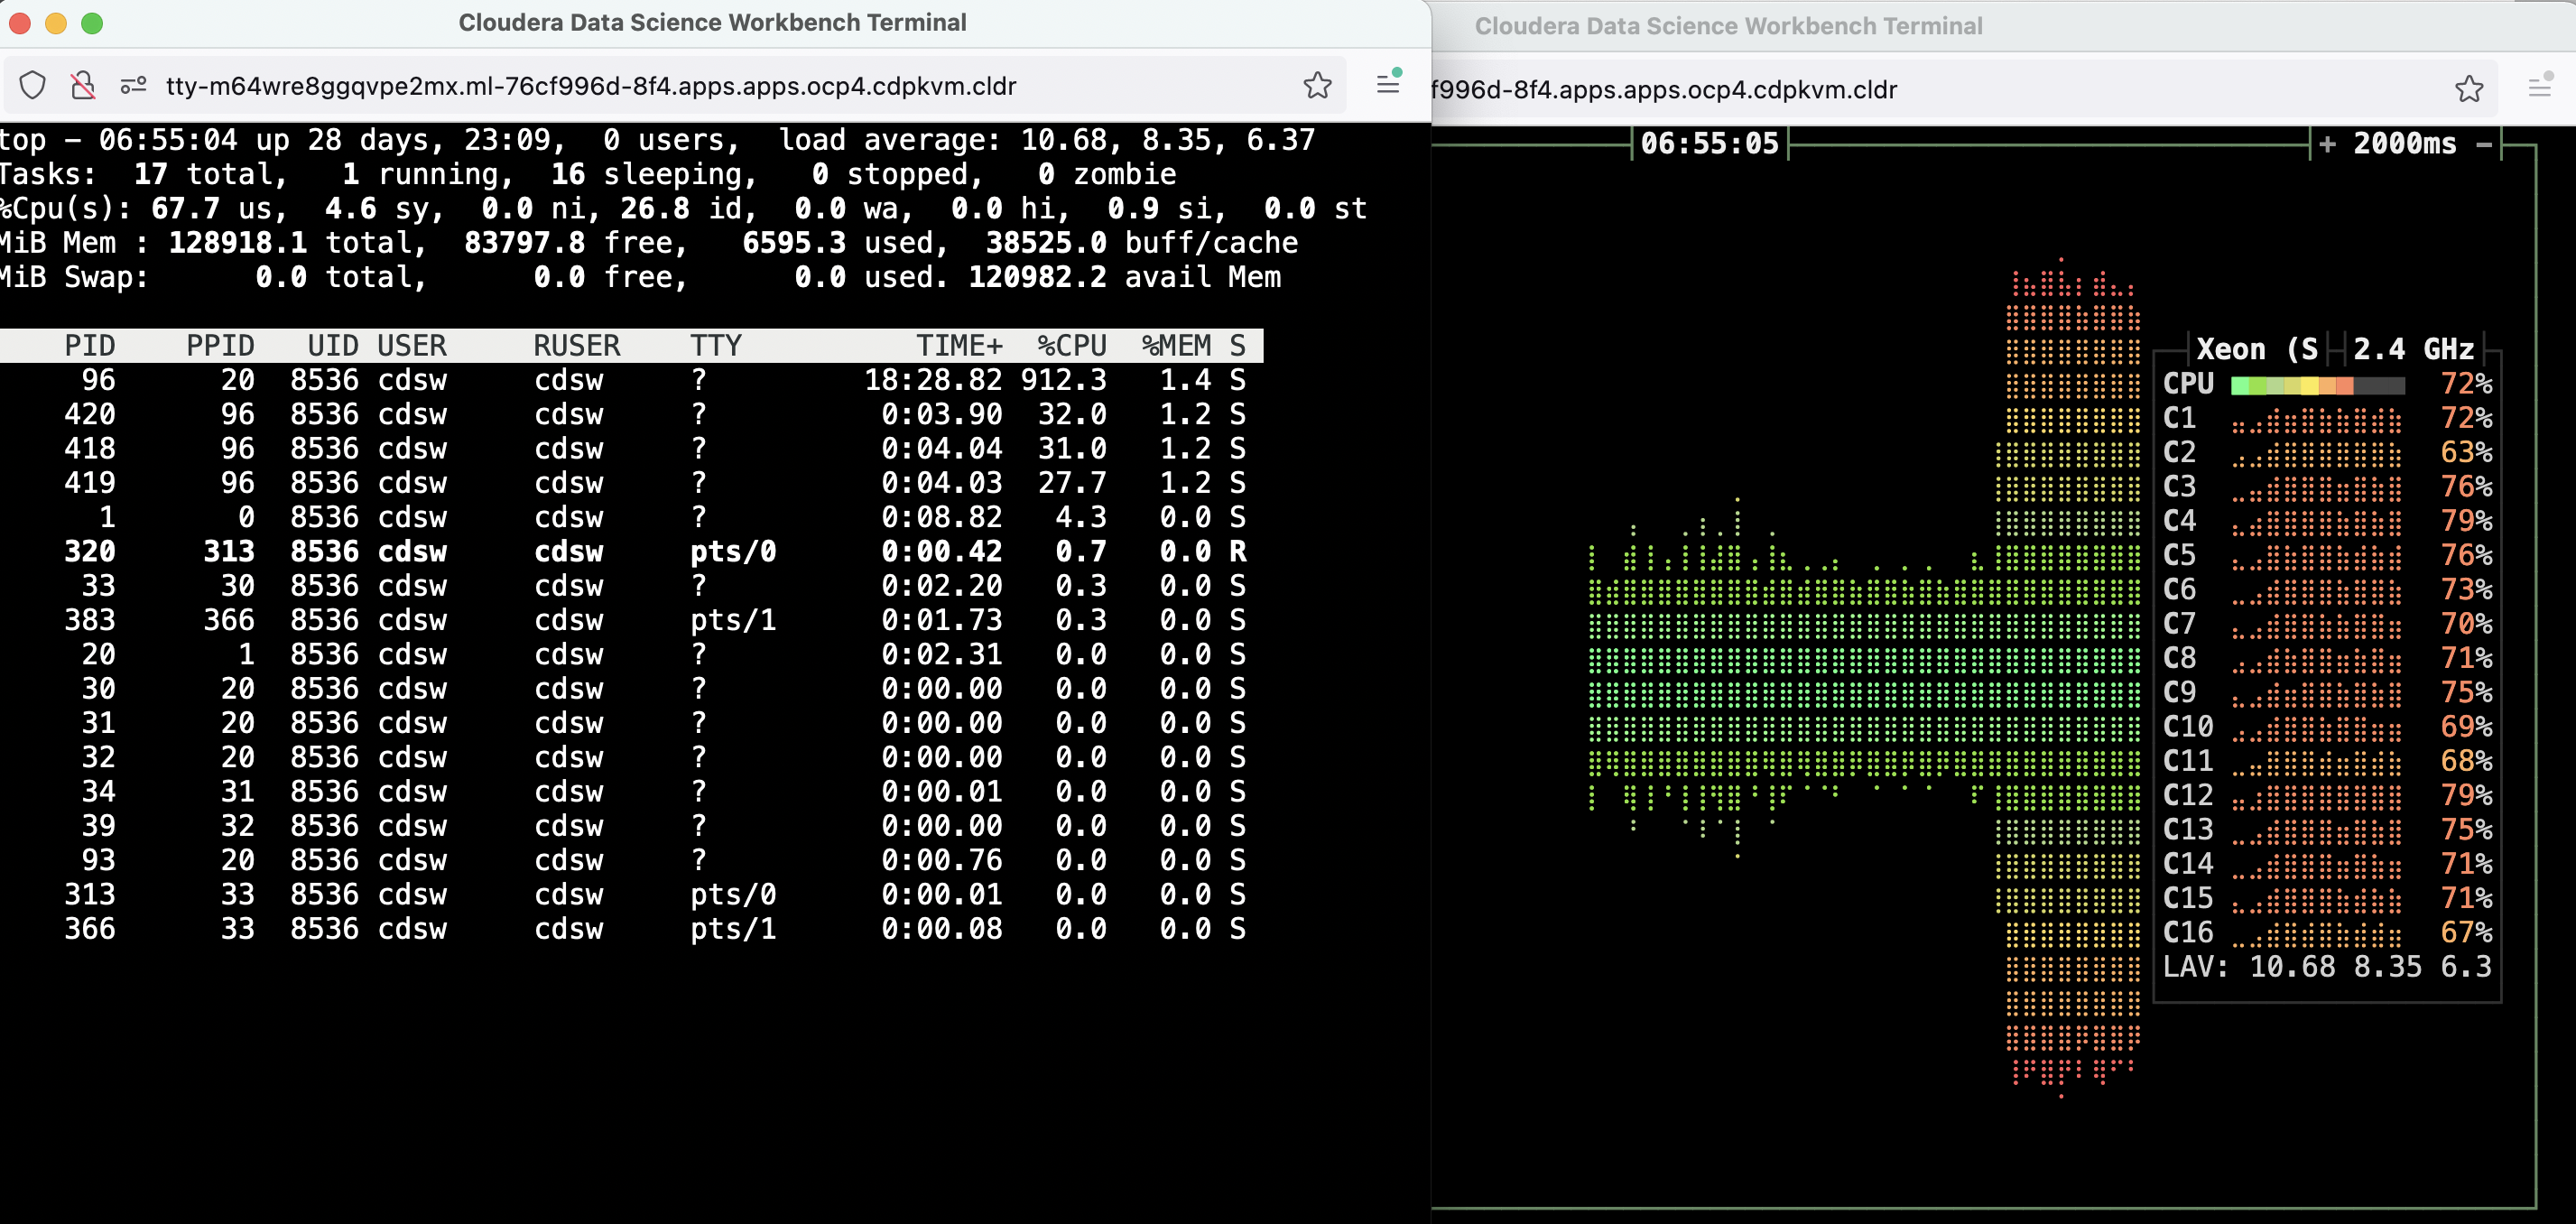 Cloudera Data Science Workbench Terminal
tty-m64wre8ggqvpe2mx.ml-76cf996d-8f4.apps.apps.ocp4.cdpkvm.cldr
top - 06:55:04 up 28 days, 23:09,  0 users,  load average: 10.68, 8.35, 6.37
Tasks:  17 total,   1 running,  16 sleeping,   0 stopped,   0 zombie
%Cpu(s): 67.7 us,  4.6 sy,  0.0 ni, 26.8 id,  0.0 wa,  0.0 hi,  0.9 si,  0.0 st
MiB Mem : 128918.1 total,  83797.8 free,   6595.3 used,  38525.0 buff/cache
MiB Swap:      0.0 total,      0.0 free,      0.0 used. 120982.2 avail Mem
PID PPID UID USER RUSER TTY TIME+ %CPU %MEM S
96 20 8536 cdsw cdsw ? 18:28.82 912.3 1.4 S
420 96 8536 cdsw cdsw ? 0:03.90 32.0 1.2 S
418 96 8536 cdsw cdsw ? 0:04.04 31.0 1.2 S
419 96 8536 cdsw cdsw ? 0:04.03 27.7 1.2 S
1 0 8536 cdsw cdsw ? 0:08.82 4.3 0.0 S
320 313 8536 cdsw cdsw pts/0 0:00.42 0.7 0.0 R
33 30 8536 cdsw cdsw ? 0:02.20 0.3 0.0 S
383 366 8536 cdsw cdsw pts/1 0:01.73 0.3 0.0 S
20 1 8536 cdsw cdsw ? 0:02.31 0.0 0.0 S
30 20 8536 cdsw cdsw ? 0:00.00 0.0 0.0 S
31 20 8536 cdsw cdsw ? 0:00.00 0.0 0.0 S
32 20 8536 cdsw cdsw ? 0:00.00 0.0 0.0 S
34 31 8536 cdsw cdsw ? 0:00.01 0.0 0.0 S
39 32 8536 cdsw cdsw ? 0:00.00 0.0 0.0 S
93 20 8536 cdsw cdsw ? 0:00.76 0.0 0.0 S
313 33 8536 cdsw cdsw pts/0 0:00.01 0.0 0.0 S
366 33 8536 cdsw cdsw pts/1 0:00.08 0.0 0.0 S
Cloudera Data Science Workbench Terminal
f996d-8f4.apps.apps.ocp4.cdpkvm.cldr
06:55:05 + 2000ms -
Xeon (S 2.4 GHz
CPU 72%
C1 72%
C2 63%
C3 76%
C4 79%
C5 76%
C6 73%
C7 70%
C8 71%
C9 75%
C10 69%
C11 68%
C12 79%
C13 75%
C14 71%
C15 71%
C16 67%
LAV: 10.68 8.35 6.3